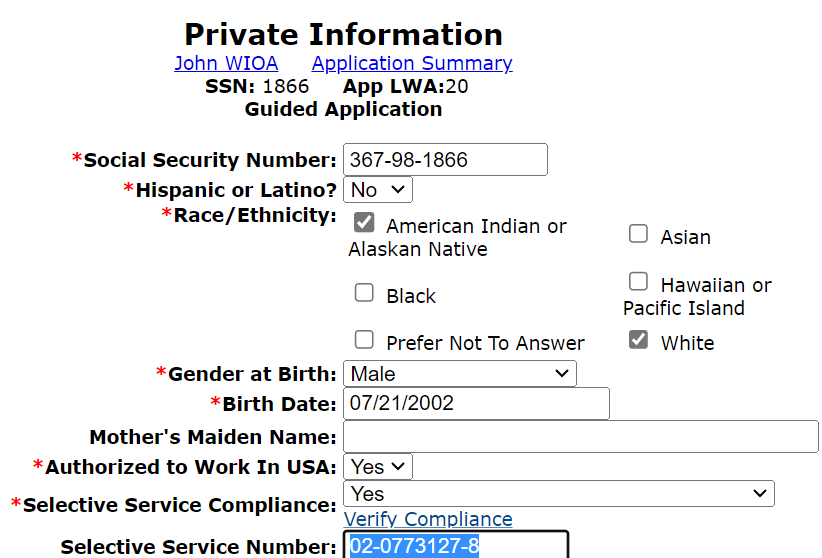 Private Information
John WIOA Application Summary
SSN: 1866 App LWA:20
Guided Application
*Social Security Number: 367-98-1866
*Hispanic or Latino? No
*Race/Ethnicity:
American Indian or Alaskan Native
Asian
Black
Hawaiian or Pacific Island
Prefer Not To Answer
White
*Gender at Birth: Male
*Birth Date: 07/21/2002
Mother's Maiden Name:
*Authorized to Work In USA: Yes
*Selective Service Compliance: Yes
Verify Compliance
Selective Service Number: 02-0773127-8